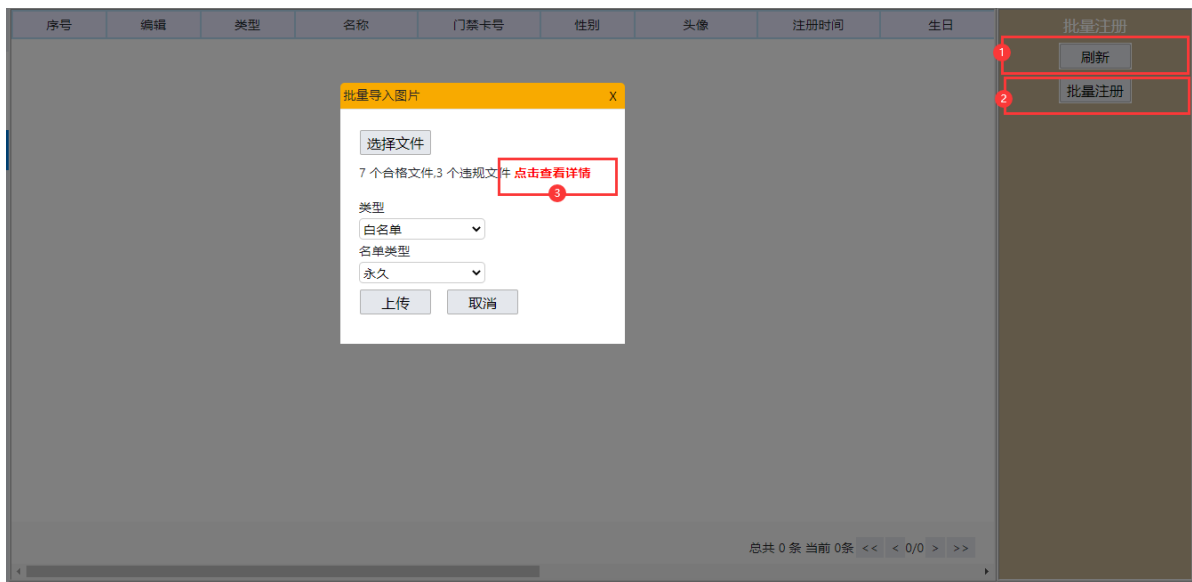 序号 编辑 类型 名称 门禁卡号 性别 头像 注册时间 生日
批量注册
1 刷新
2 批量注册
批量导入图片 X
选择文件
7 个合格文件,3 个违规文件 点击查看详情
3
类型
白名单
名单类型
永久
上传 取消
总共 0 条 当前 0条 << < 0/0 > >>